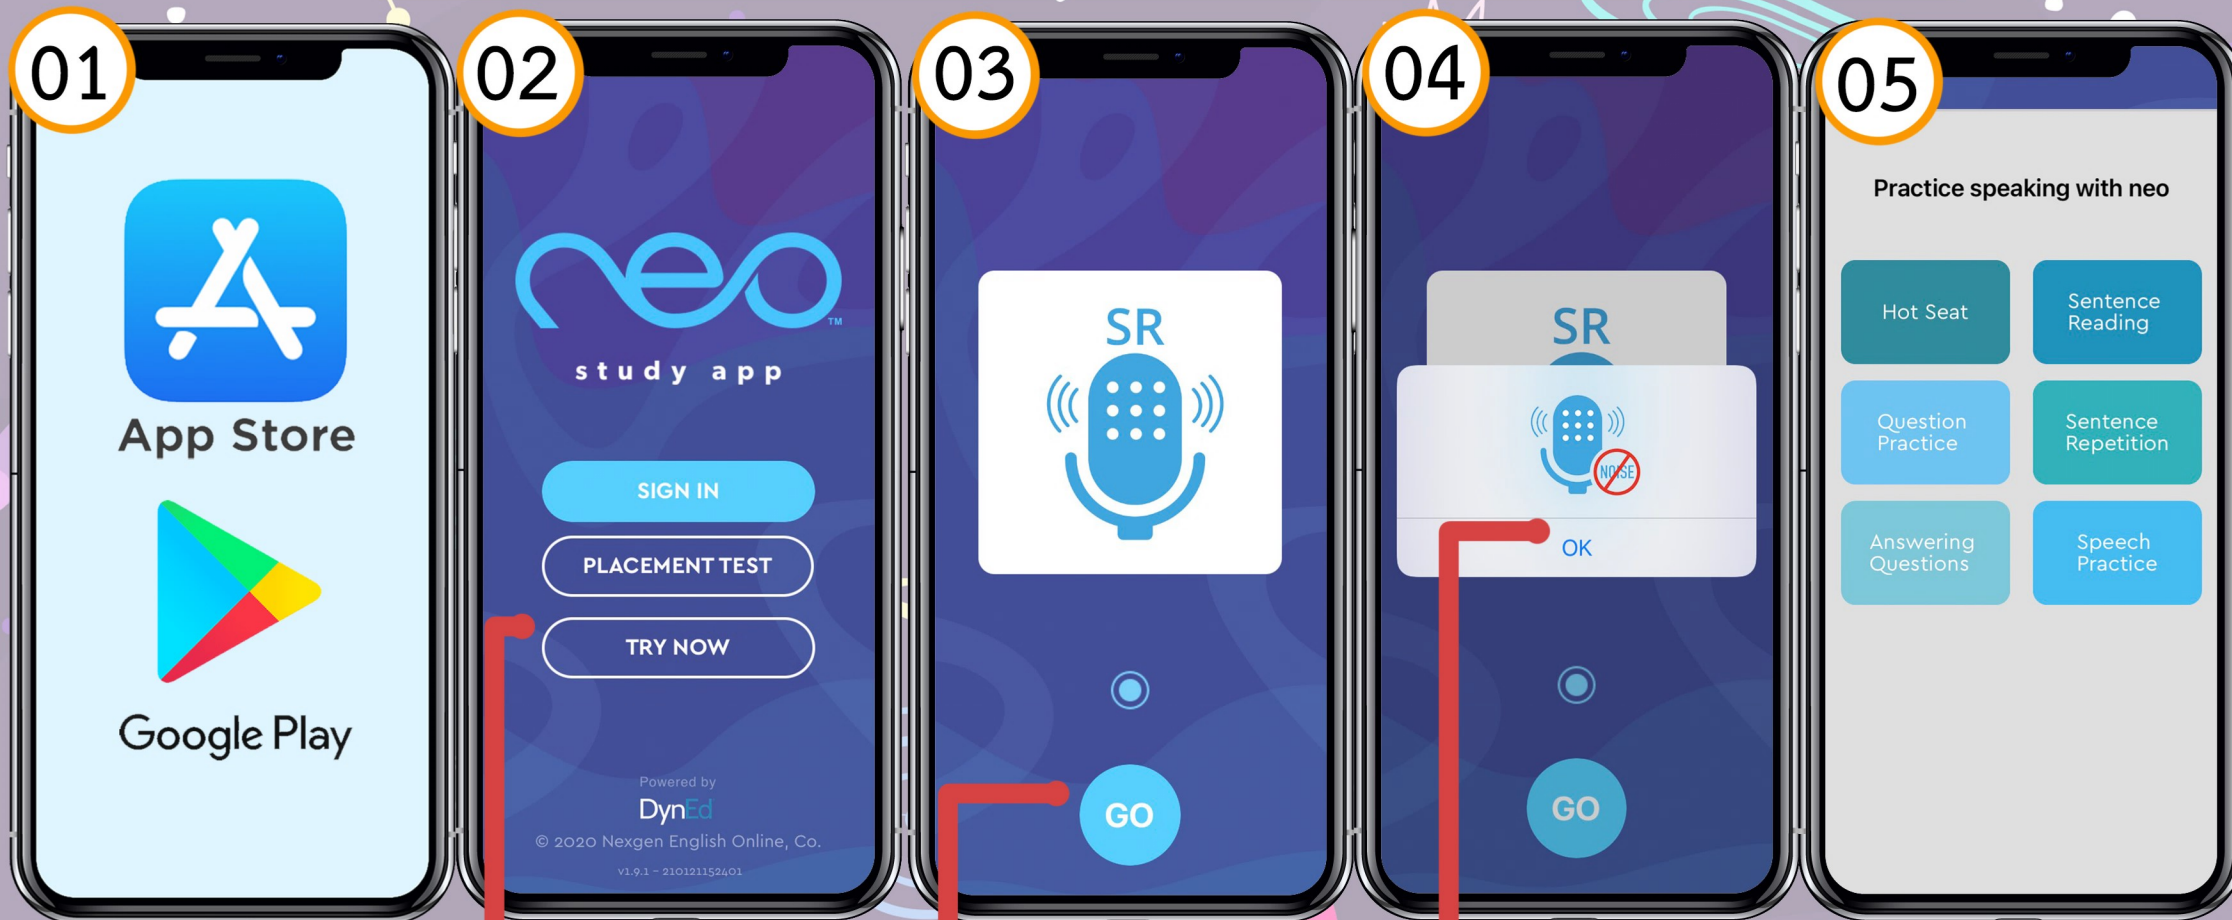 01
App Store
Google Play
02
neo
TM
study app
SIGN IN
PLACEMENT TEST
TRY NOW
Powered by
DynEd
© 2020 Nexgen English Online, Co.
v1.9.1 – 210121152401
03
SR
GO
04
SR
NOISE
OK
GO
05
Practice speaking with neo
Hot Seat
Sentence
Reading
Question
Practice
Sentence
Repetition
Answering
Questions
Speech
Practice